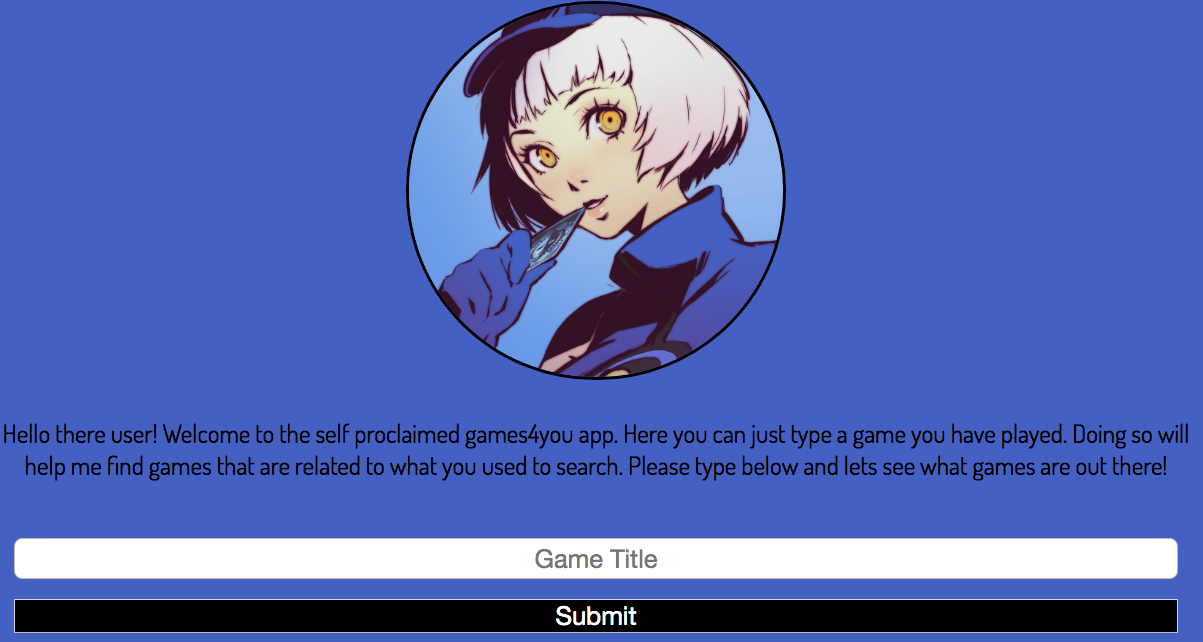 Hello there user! Welcome to the self proclaimed games4you app. Here you can just type a game you have played. Doing so will
help me find games that are related to what you used to search. Please type below and lets see what games are out there!
Game Title
Submit